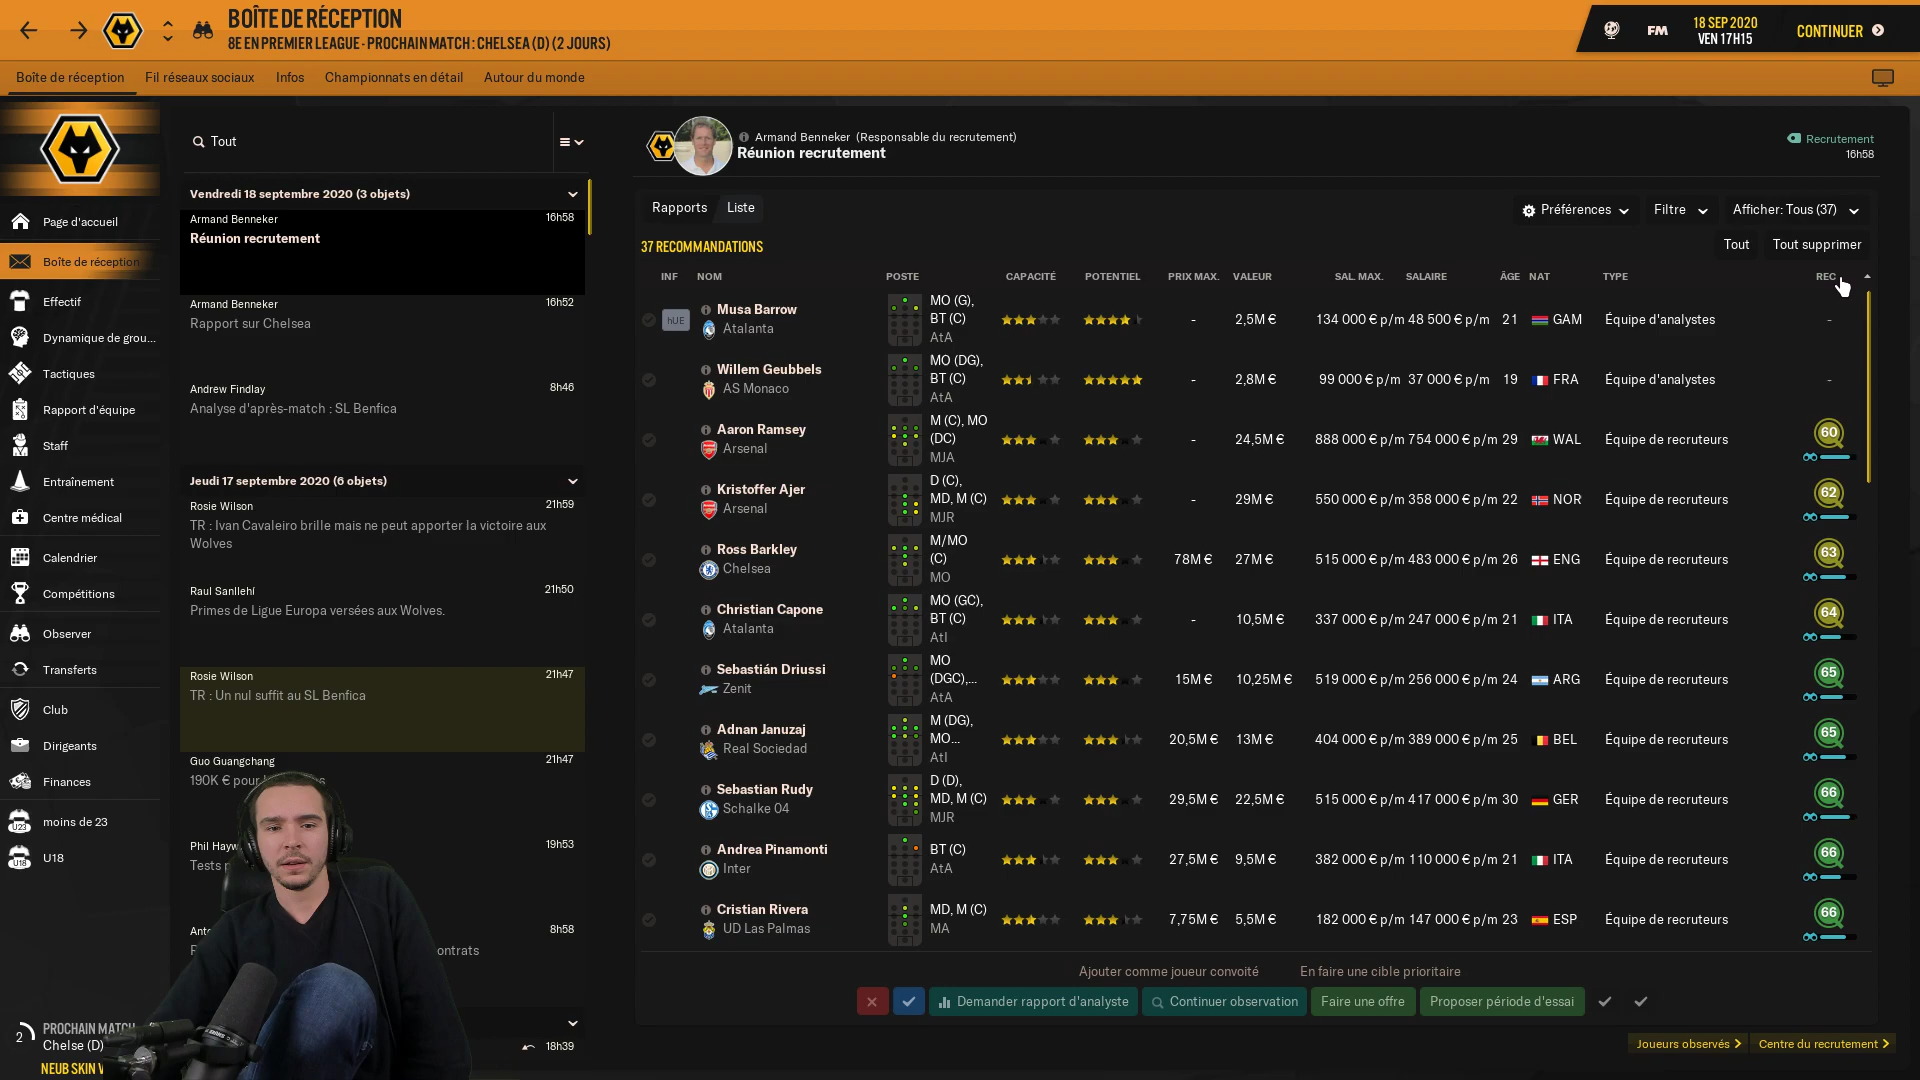 BOÎTE DE RÉCEPTION
8E EN PREMIER LEAGUE - PROCHAIN MATCH : CHELSEA (D) (2 JOURS)
FM
18 SEP 2020
VEN 17H15
CONTINUER
Boîte de réception
Fil réseaux sociaux
Infos
Championnats en détail
Autour du monde
Page d'accueil
Boîte de réception
Effectif
Dynamique de grou...
Tactiques
Rapport d'équipe
Staff
Entraînement
Centre médical
Calendrier
Compétitions
Observer
Transferts
Club
Dirigeants
Finances
U23 moins de 23
U18 U18
2 PROCHAIN MATCH
Chelse (D)
NEUB SKIN V
Tout
Vendredi 18 septembre 2020 (3 objets)
Armand Benneker 16h58
Réunion recrutement
Armand Benneker 16h52
Rapport sur Chelsea
Andrew Findlay 8h46
Analyse d'après-match : SL Benfica
Jeudi 17 septembre 2020 (6 objets)
Rosie Wilson 21h59
TR : Ivan Cavaleiro brille mais ne peut apporter la victoire aux
Wolves
Raul Sanllehí 21h50
Primes de Ligue Europa versées aux Wolves.
Rosie Wilson 21h47
TR : Un nul suffit au SL Benfica
Guo Guangchang 21h47
190K € pour
Phil Hayw 19h53
Tests
8h58
ontrats
18h39
Armand Benneker (Responsable du recrutement)
Réunion recrutement
Recrutement
16h58
Rapports Liste
Préférences Filtre Afficher: Tous (37)
37 RECOMMANDATIONS
Tout Tout supprimer
INF NOM POSTE CAPACITÉ POTENTIEL PRIX MAX. VALEUR SAL. MAX. SALAIRE ÂGE NAT TYPE REC
hUE Musa Barrow Atalanta MO (G), BT (C) AtA - 2,5M € 134 000 € p/m 48 500 € p/m 21 GAM Équipe d'analystes -
Willem Geubbels AS Monaco MO (DG), BT (C) AtA - 2,8M € 99 000 € p/m 37 000 € p/m 19 FRA Équipe d'analystes -
Aaron Ramsey Arsenal M (C), MO (DC) MJA - 24,5M € 888 000 € p/m 754 000 € p/m 29 WAL Équipe de recruteurs 60
Kristoffer Ajer Arsenal D (C), MD, M (C) MJR - 29M € 550 000 € p/m 358 000 € p/m 22 NOR Équipe de recruteurs 62
Ross Barkley Chelsea M/MO (C) MO 78M € 27M € 515 000 € p/m 483 000 € p/m 26 ENG Équipe de recruteurs 63
Christian Capone Atalanta MO (GC), BT (C) AtI - 10,5M € 337 000 € p/m 247 000 € p/m 21 ITA Équipe de recruteurs 64
Sebastián Driussi Zenit MO (DGC),... AtA 15M € 10,25M € 519 000 € p/m 256 000 € p/m 24 ARG Équipe de recruteurs 65
Adnan Januzaj Real Sociedad M (DG), MO... AtI 20,5M € 13M € 404 000 € p/m 389 000 € p/m 25 BEL Équipe de recruteurs 65
Sebastian Rudy Schalke 04 D (D), MD, M (C) MJR 29,5M € 22,5M € 515 000 € p/m 417 000 € p/m 30 GER Équipe de recruteurs 66
Andrea Pinamonti Inter BT (C) AtA 27,5M € 9,5M € 382 000 € p/m 110 000 € p/m 21 ITA Équipe de recruteurs 66
Cristian Rivera UD Las Palmas MD, M (C) MA 7,75M € 5,5M € 182 000 € p/m 147 000 € p/m 23 ESP Équipe de recruteurs 66
Ajouter comme joueur convoité En faire une cible prioritaire
Demander rapport d'analyste Continuer observation Faire une offre Proposer période d'essai
Joueurs observés Centre du recrutement